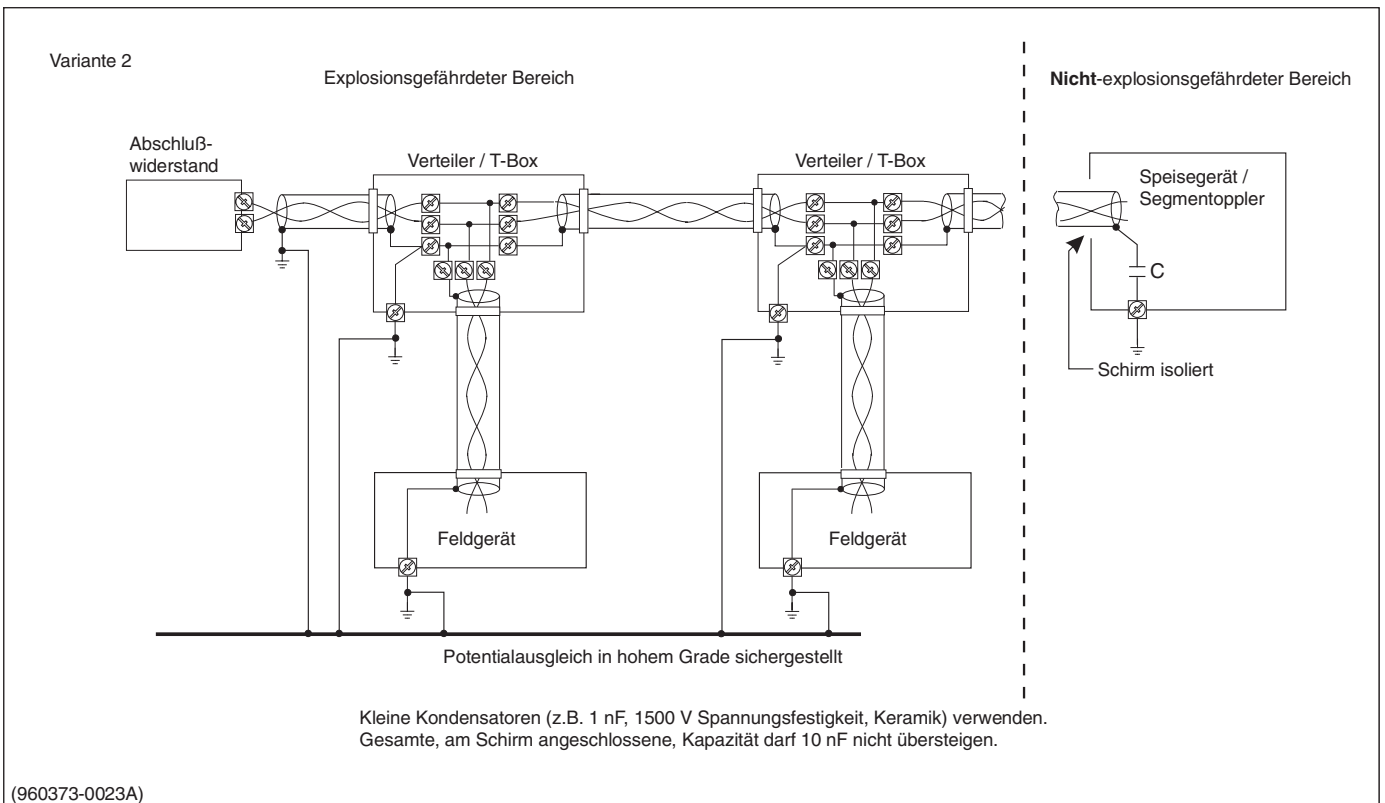 Variante 2
Explosionsgefährdeter Bereich
Nicht-explosionsgefährdeter Bereich
Abschluß-
widerstand
Verteiler / T-Box
Verteiler / T-Box
Speisegerät /
Segmentoppler
C
Schirm isoliert
Feldgerät
Feldgerät
Potentialausgleich in hohem Grade sichergestellt
Kleine Kondensatoren (z.B. 1 nF, 1500 V Spannungsfestigkeit, Keramik) verwenden.
Gesamte, am Schirm angeschlossene, Kapazität darf 10 nF nicht übersteigen.
(960373-0023A)